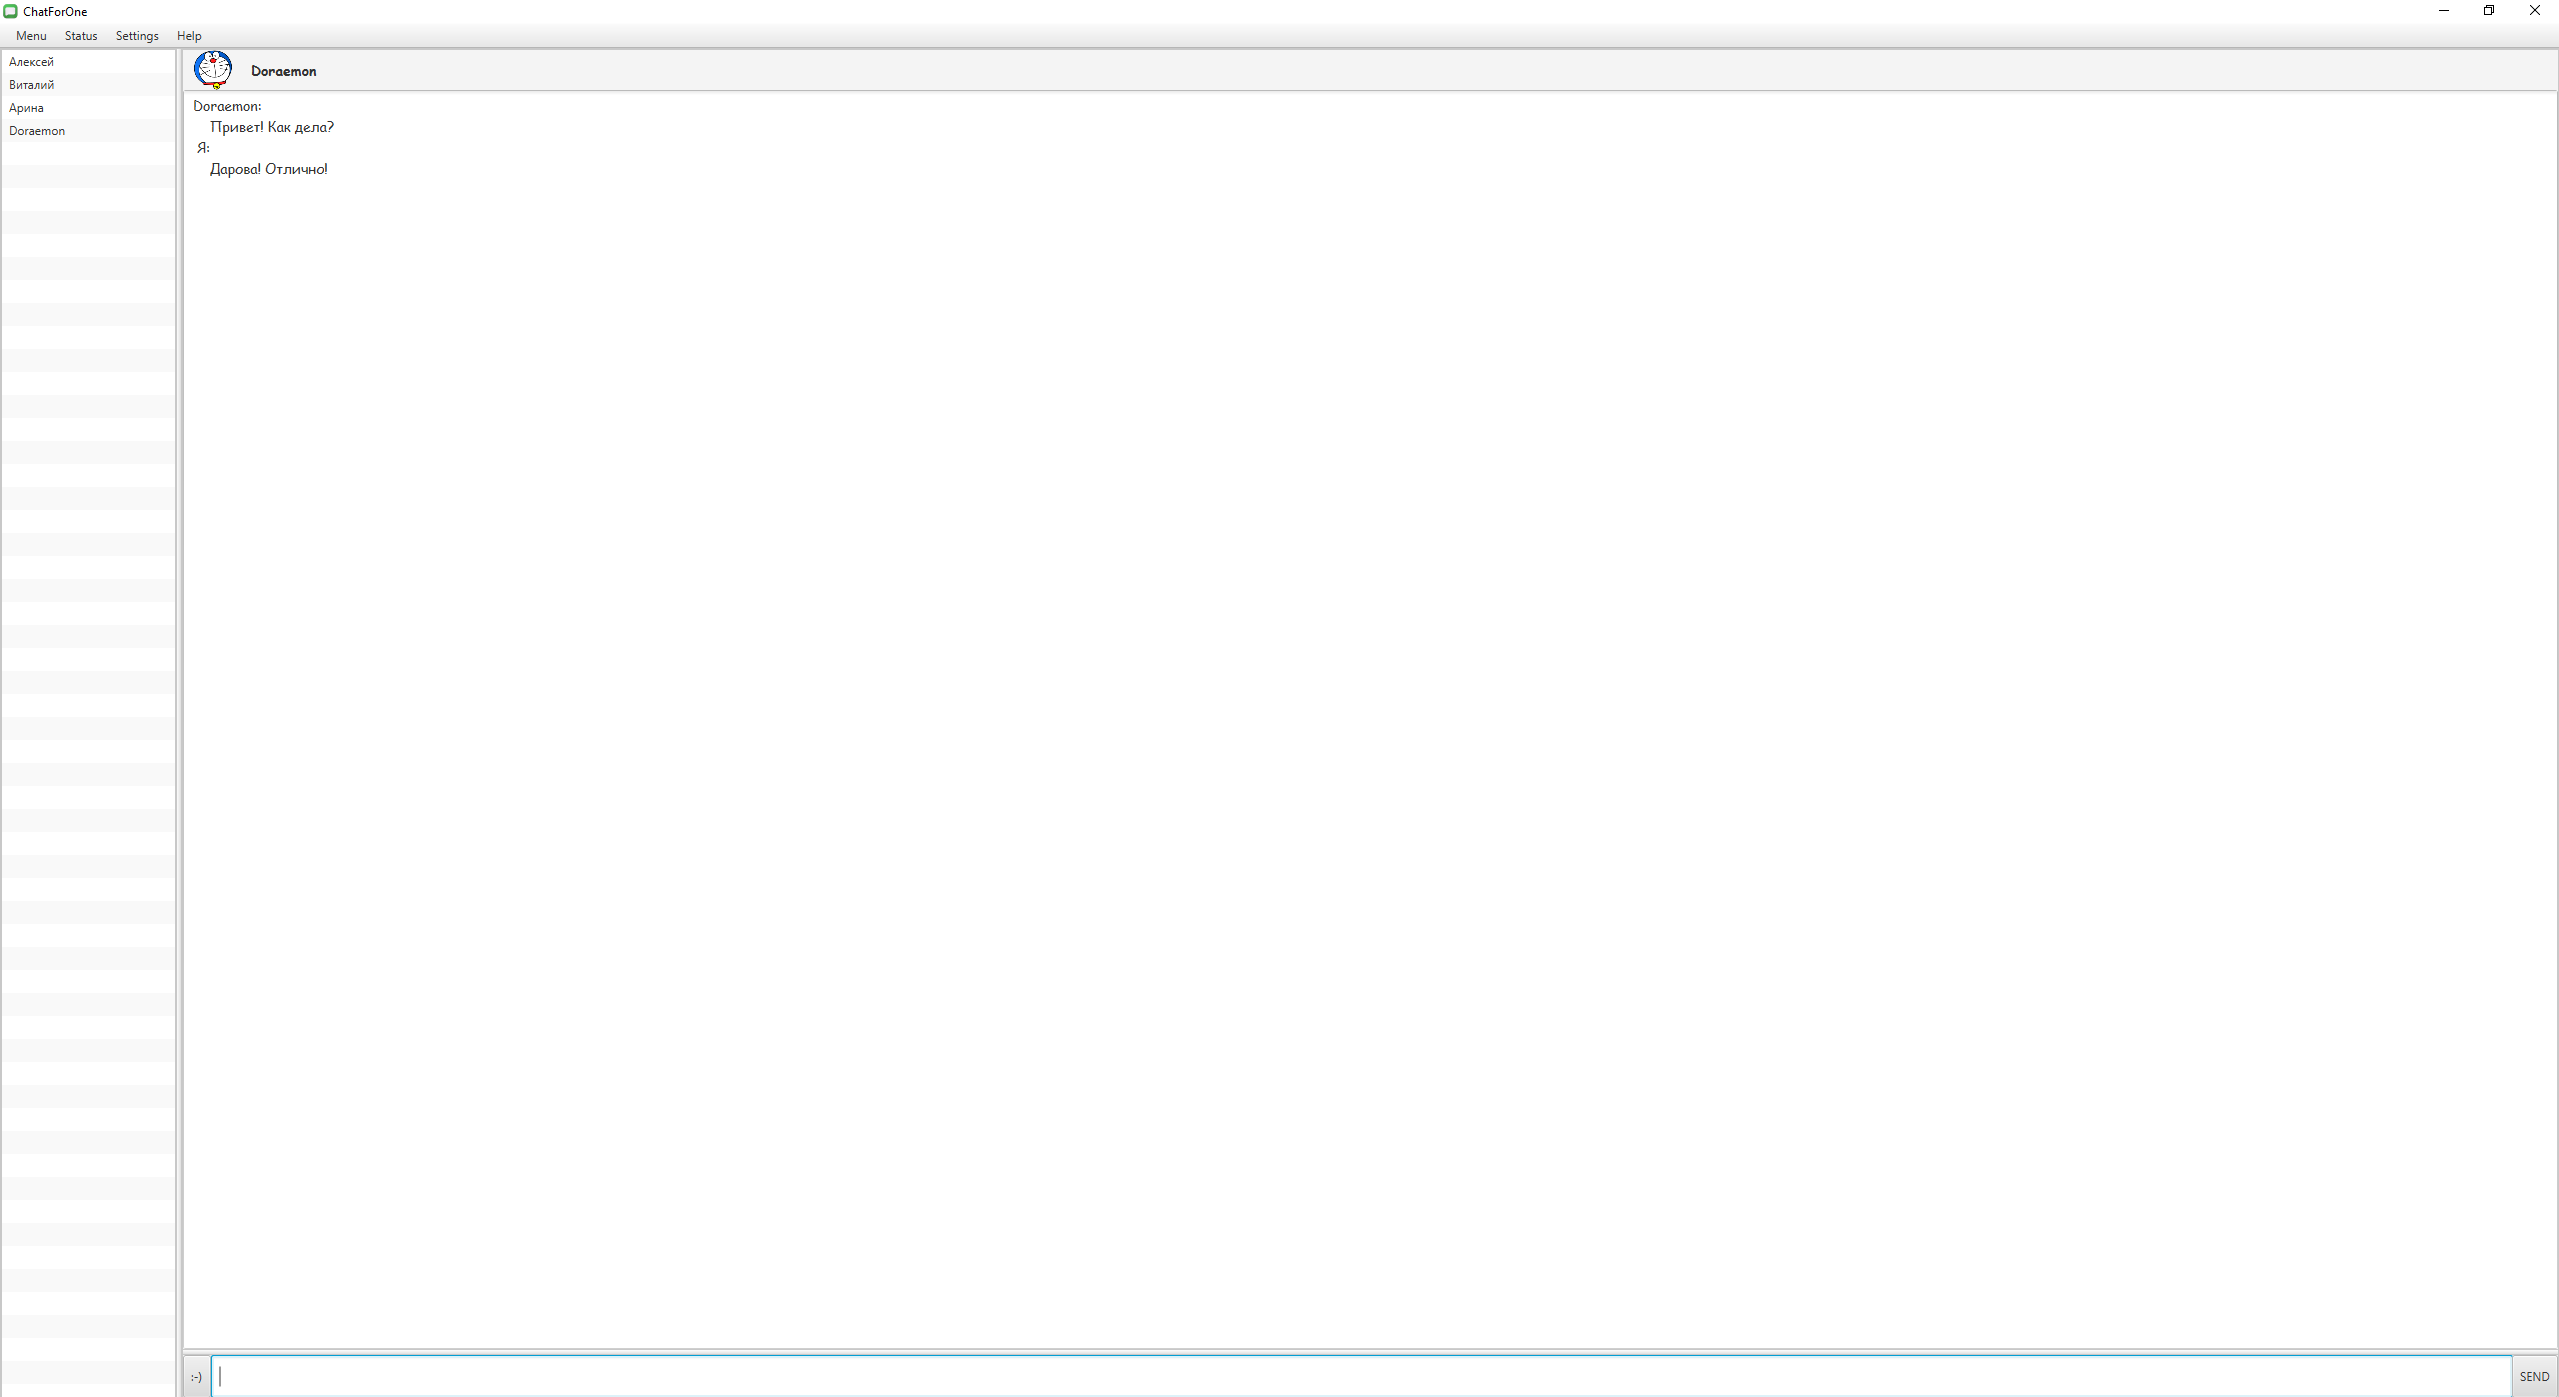 ChatForOne
Menu Status Settings Help
Алексей
Виталий
Арина
Doraemon
Doraemon
Doraemon:
Привет! Как дела?
Я:
Дарова! Отлично!
:-)
SEND